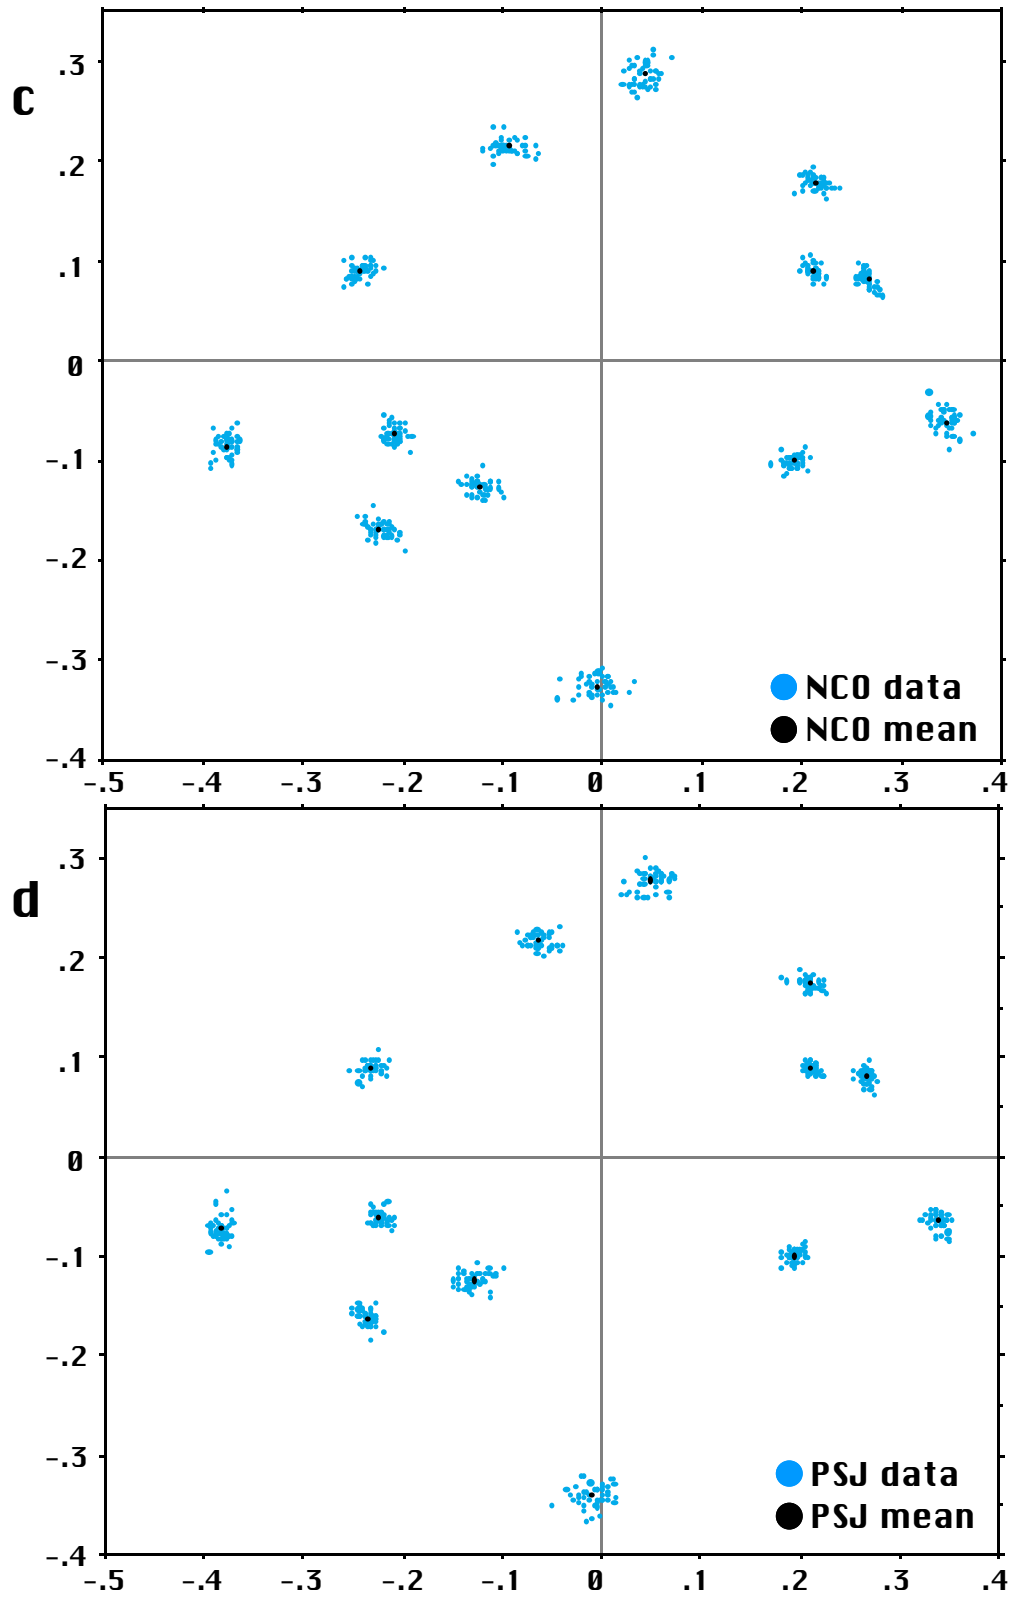 c
.3
.2
.1
0
-.1
-.2
-.3
-.4
NCO data
NCO mean
-.5 -.4 -.3 -.2 -.1 0 .1 .2 .3 .4
d
.3
.2
.1
0
-.1
-.2
-.3
-.4
PSJ data
PSJ mean
-.5 -.4 -.3 -.2 -.1 0 .1 .2 .3 .4